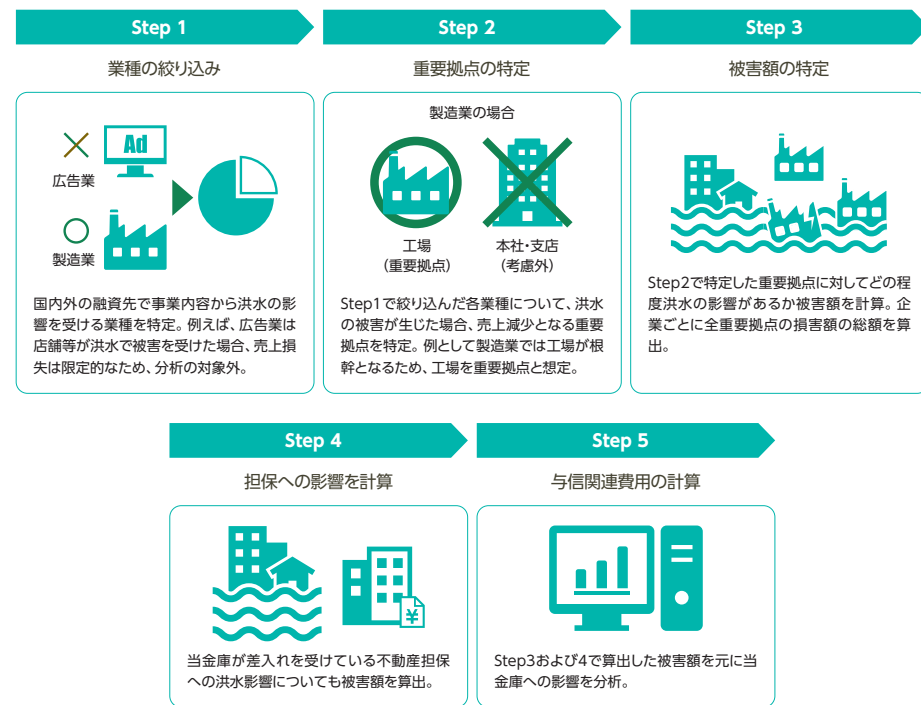 Step 1
業種の絞り込み
Ad
広告業
製造業
国内外の融資先で事業内容から洪水の影
響を受ける業種を特定。例えば、広告業は
店舗等が洪水で被害を受けた場合、売上損
失は限定的なため、分析の対象外。
Step 2
重要拠点の特定
製造業の場合
工場
(重要拠点)
本社・支店
(考慮外)
Step1で絞り込んだ各業種について、洪水
の被害が生じた場合、売上減少となる重要
拠点を特定。例として製造業では工場が根
幹となるため、工場を重要拠点と想定。
Step 3
被害額の特定
Step2で特定した重要拠点に対してどの程
度洪水の影響があるか被害額を計算。企
業ごとに全重要拠点の損害額の総額を算
出。
Step 4
担保への影響を計算
¥
当金庫が差入れを受けている不動産担保
への洪水影響についても被害額を算出。
Step 5
与信関連費用の計算
Step3および4で算出した被害額を元に当
金庫への影響を分析。